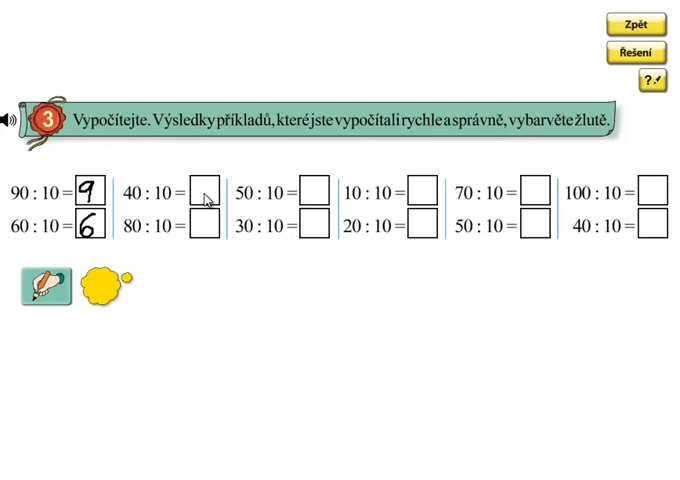 Zpět
Řešení
?
3 Vypočítejte. Výsledky příkladů, které jste vypočítali rychle a správně, vybarvěte žlutě.
90 : 10 = 9 40 : 10 = 50 : 10 = 10 : 10 = 70 : 10 = 100 : 10 =
60 : 10 = 6 80 : 10 = 30 : 10 = 20 : 10 = 50 : 10 = 40 : 10 =